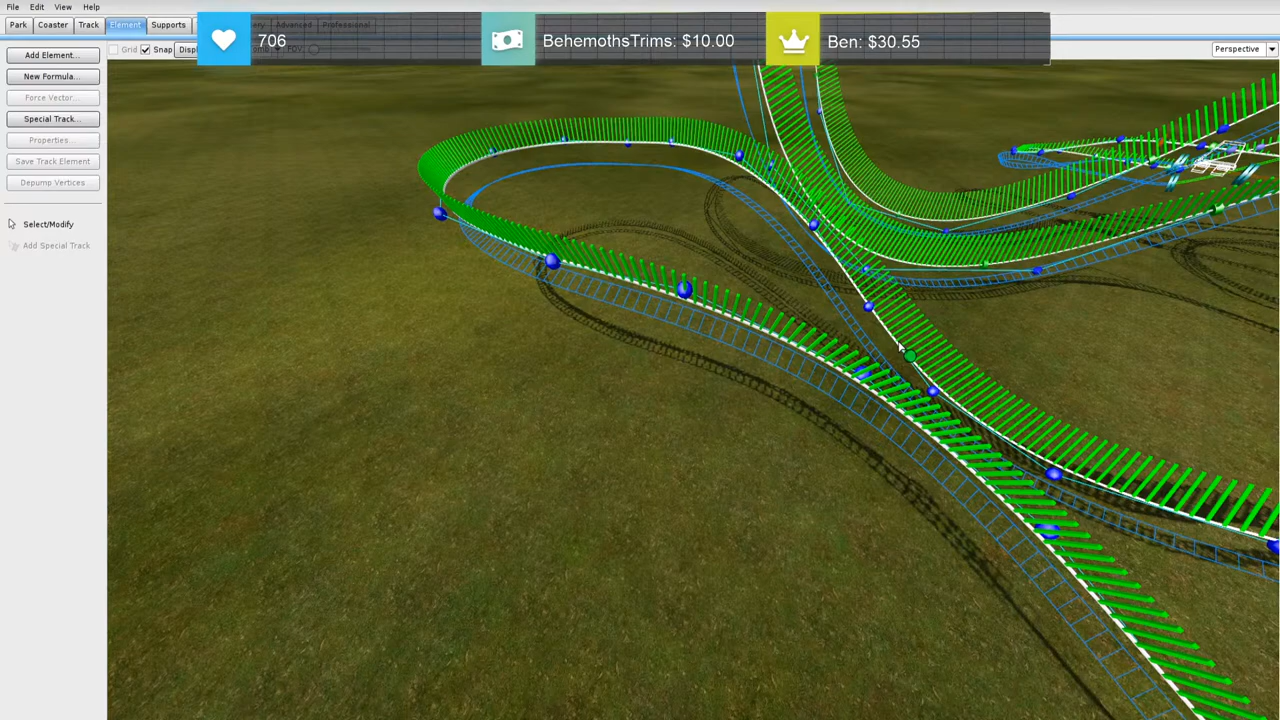 File Edit View Help
Park Coaster Track Element Supports Advanced Professional
706
BehemothsTrims: $10.00
Ben: $30.55
Grid Snap
Perspective
Add Element...
New Formula...
Force Vector...
Special Track...
Properties...
Save Track Element
Depump Vertices
Select/Modify
Add Special Track